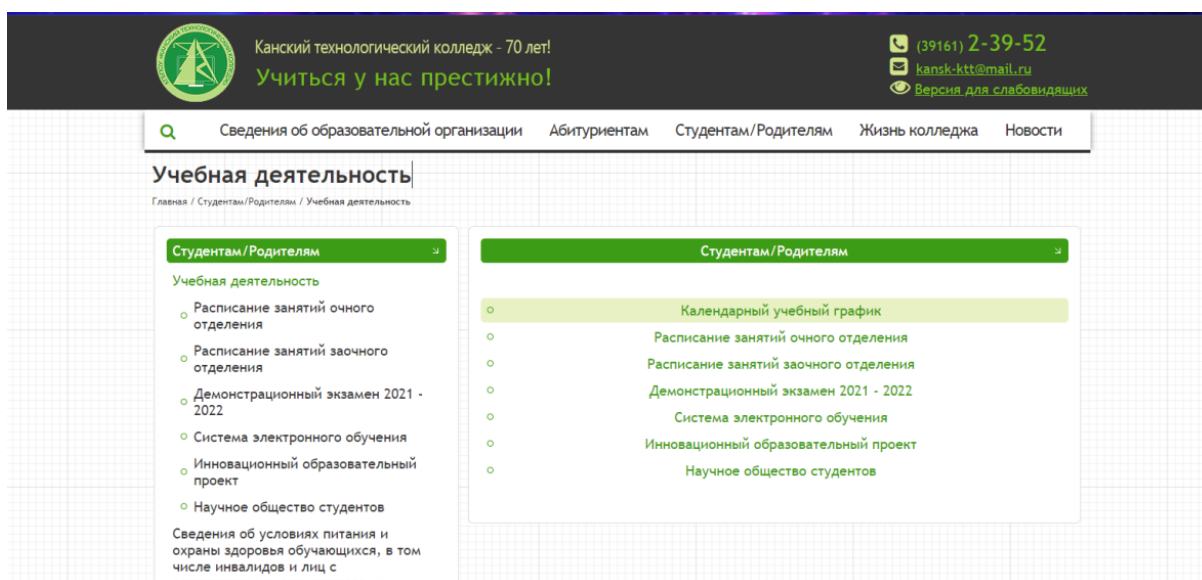 Канский технологический колледж - 70 лет!
Учиться у нас престижно!
(39161) 2-39-52
kansk-ktt@mail.ru
Версия для слабовидящих
Сведения об образовательной организации Абитуриентам Студентам/Родителям Жизнь колледжа Новости
Учебная деятельность
Главная / Студентам/Родителям / Учебная деятельность
Студентам/Родителям
Учебная деятельность
Расписание занятий очного
отделения
Расписание занятий заочного
отделения
Демонстрационный экзамен 2021 -
2022
Система электронного обучения
Инновационный образовательный
проект
Научное общество студентов
Сведения об условиях питания и
охраны здоровья обучающихся, в том
числе инвалидов и лиц с
Студентам/Родителям
Календарный учебный график
Расписание занятий очного отделения
Расписание занятий заочного отделения
Демонстрационный экзамен 2021 - 2022
Система электронного обучения
Инновационный образовательный проект
Научное общество студентов